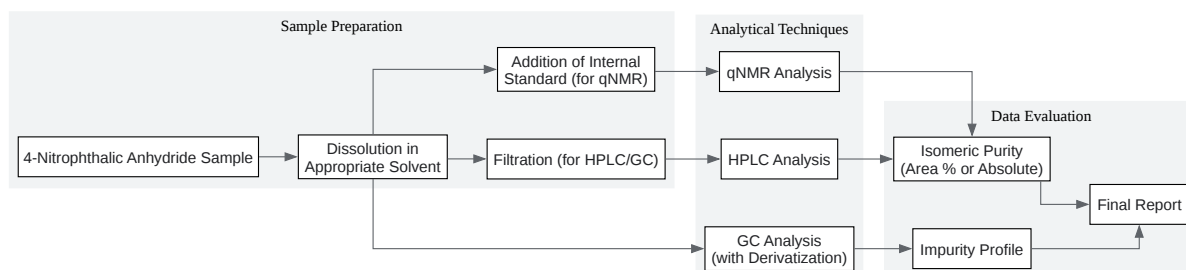 Sample Preparation
Analytical Techniques
Addition of Internal
Standard (for qNMR)
qNMR Analysis
Data Evaluation
4-Nitrophthalic Anhydride Sample
Dissolution in
Appropriate Solvent
Filtration (for HPLC/GC)
HPLC Analysis
Isomeric Purity
(Area % or Absolute)
Final Report
GC Analysis
(with Derivatization)
Impurity Profile